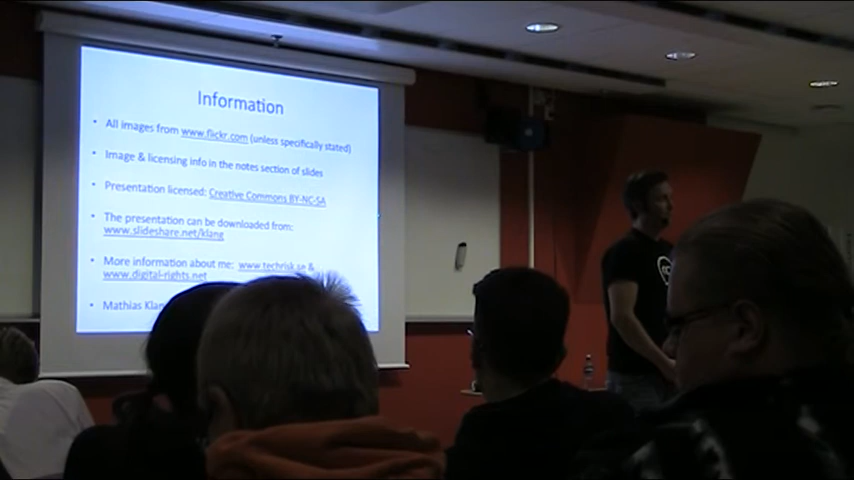 Information
• All images from www.flickr.com (unless specifically stated)
• Image & licensing info in the notes section of slides
• Presentation licensed: Creative Commons BY-NC-SA
• The presentation can be downloaded from:
www.slideshare.net/klang
• More information about me: www.techrisk.se &
www.digital-rights.net
• Mathias Klan